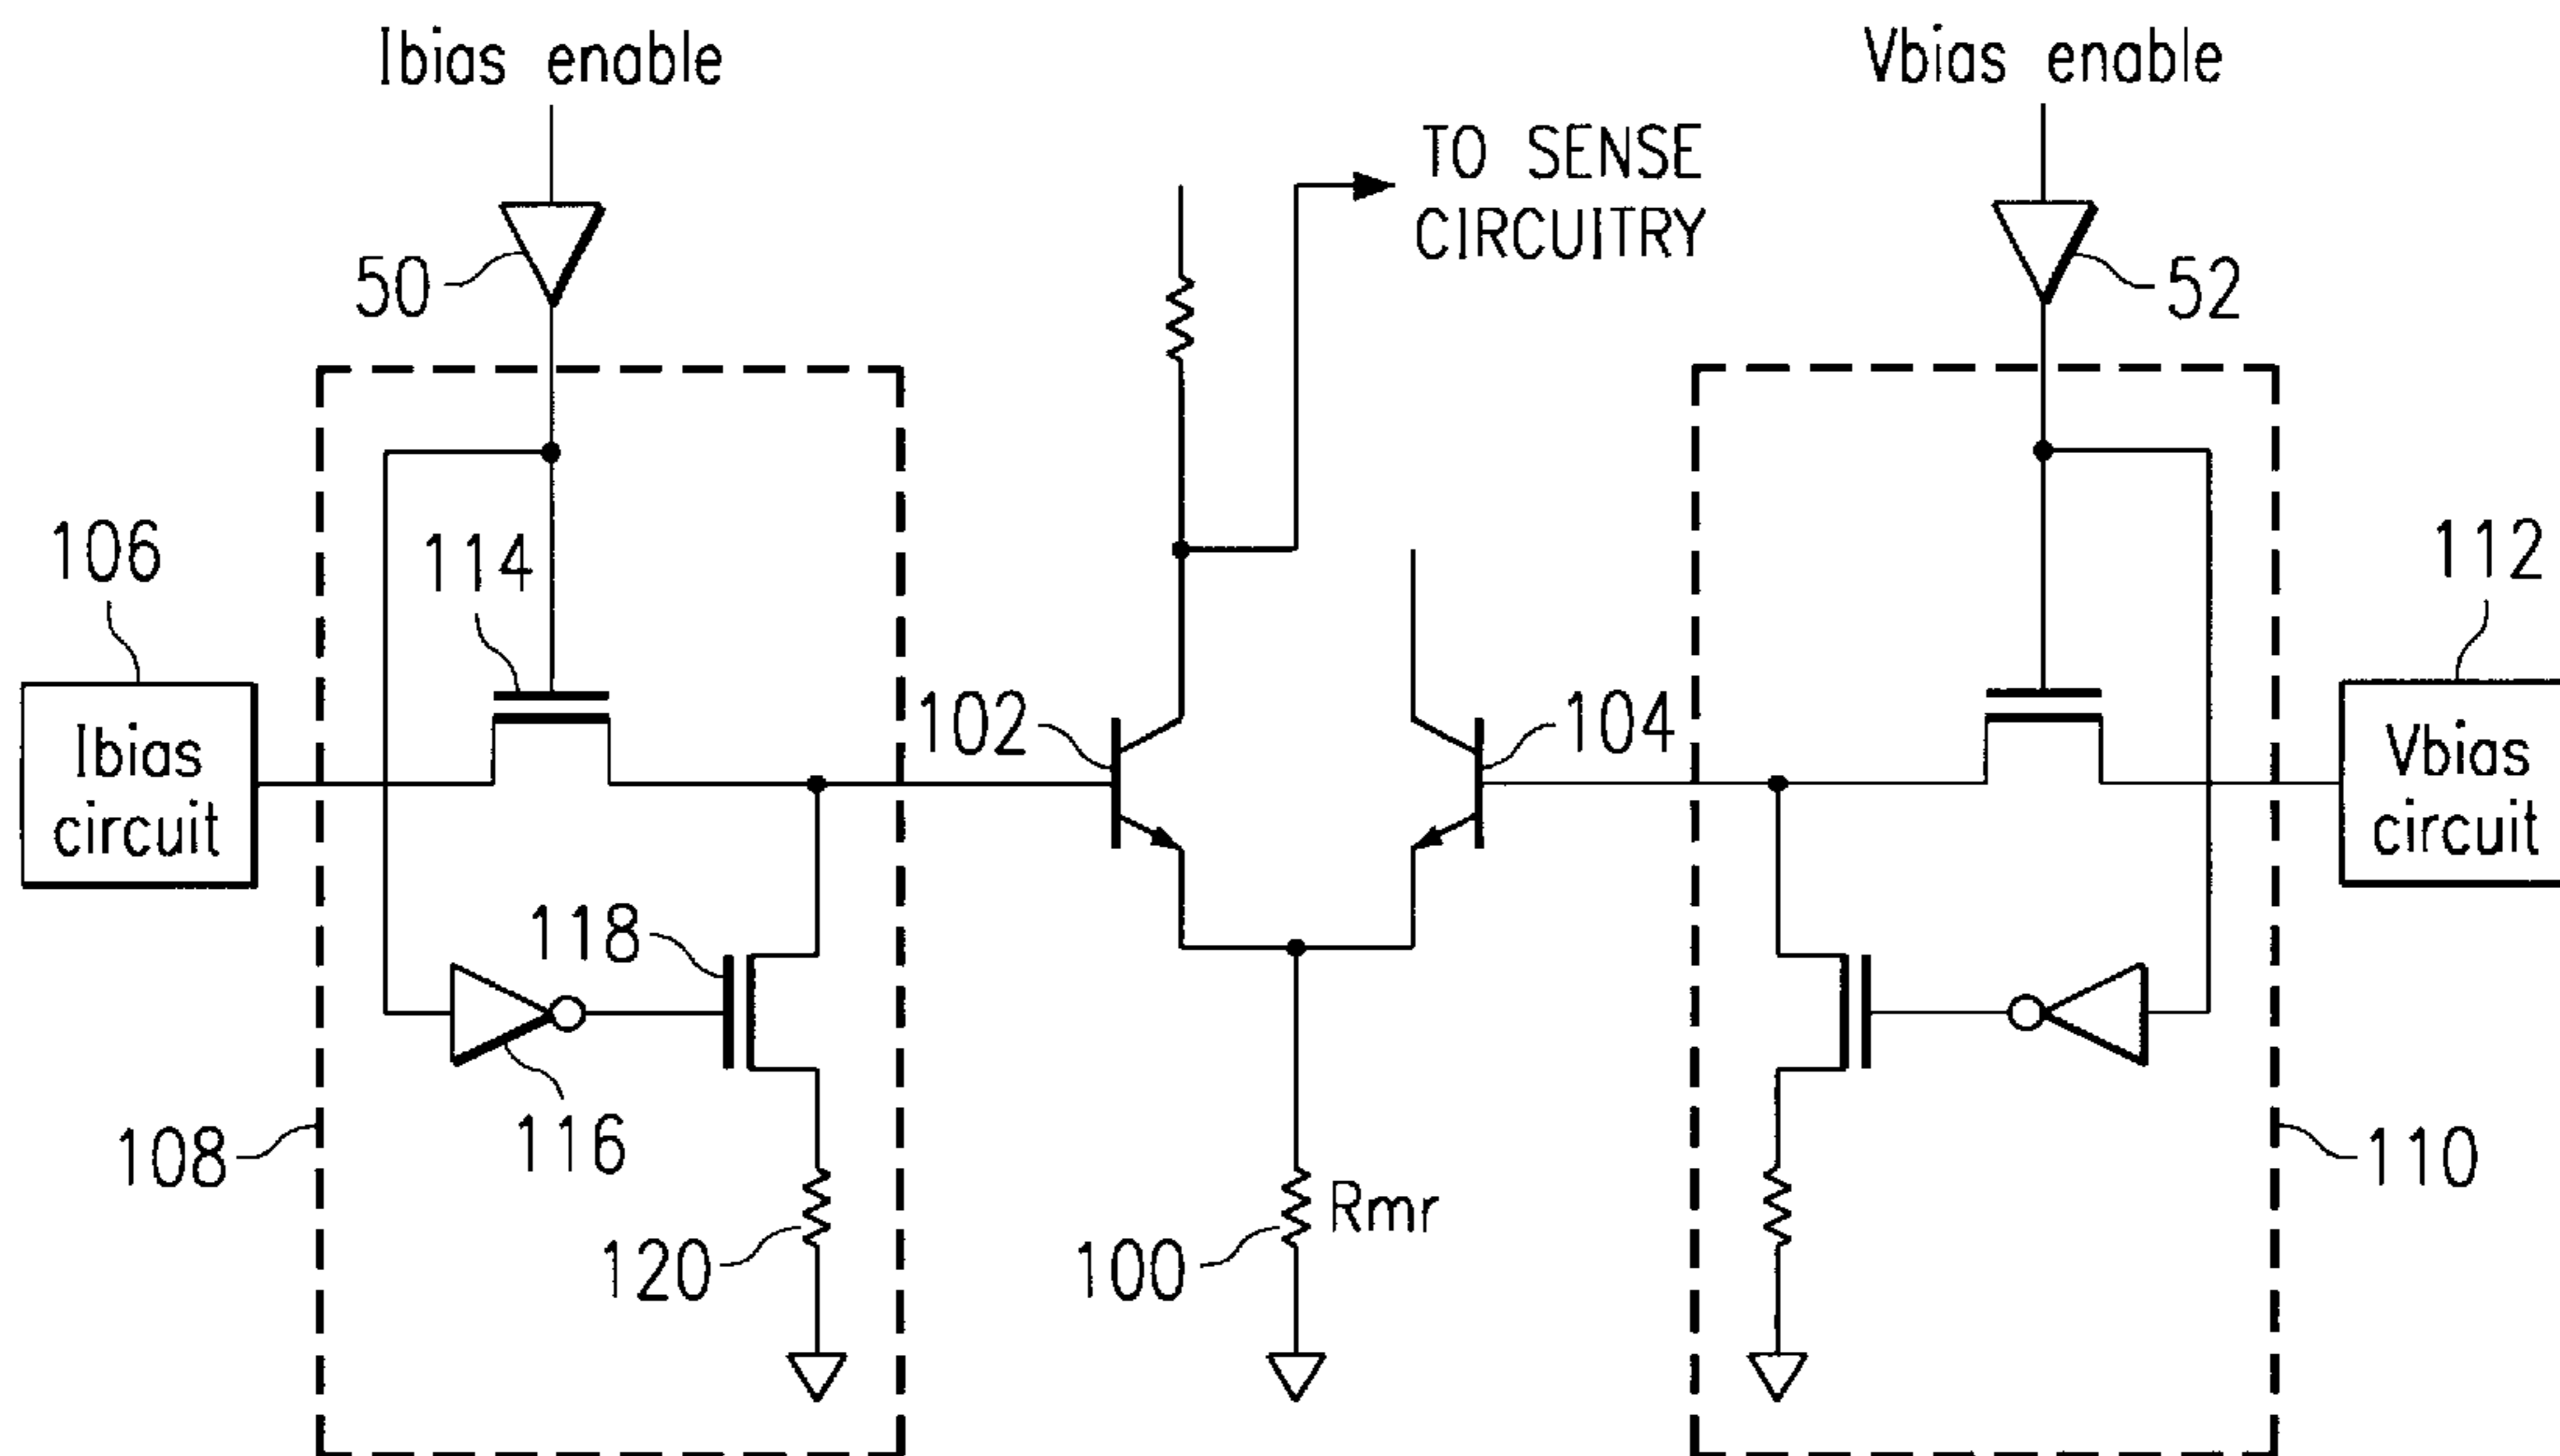 Ibias enable
Vbias enable
TO SENSE
CIRCUITRY
50
52
106
114
112
102
104
Ibias
circuit
Vbias
circuit
118
108
116
110
120
100
Rmr